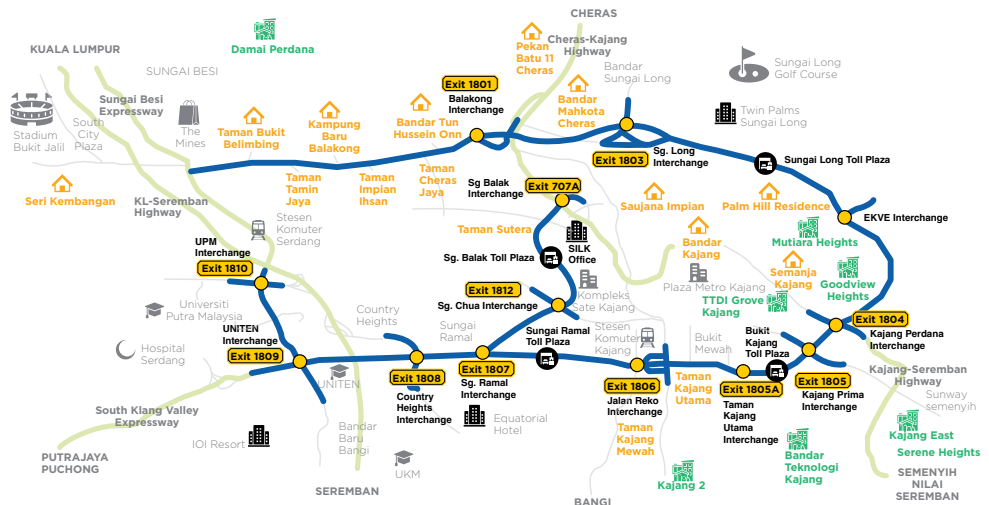 CHERAS
Damai Perdana
KUALA LUMPUR
Pekan
Batu 11
Cheras
Cheras-Kajang
Highway
SUNGAI BESI
Bandar
Sungai Long
Sungai Long
Golf Course
Exit 1801
Balakong
Interchange
Sungai Besi
Expressway
Bandar
Mahkota
Cheras
Twin Palms
Sungai Long
Stadium
Bukit Jalil
South
City
Plaza
The
Mines
Taman Bukit
Belimbing
Kampung
Baru
Balakong
Bandar Tun
Hussein Onn
Exit 1803
Sg. Long
Interchange
Sungai Long Toll Plaza
Seri Kembangan
Taman
Tamin
Jaya
Taman
Impian
Ihsan
Taman
Cheras
Jaya
Sg Balak
Interchange
Exit 707A
Saujana Impian
Palm Hill Residence
KL-Seremban
Highway
EKVE Interchange
Stesen
Komuter
Serdang
Taman Sutera
SILK
Office
Bandar
Kajang
Mutiara Heights
UPM
Interchange
Exit 1810
Sg. Balak Toll Plaza
Plaza Metro Kajang
Semanja
Kajang
Goodview
Heights
Exit 1812
Sg. Chua Interchange
Kompleks
Sate Kajang
TTDI Grove
Kajang
Universiti
Putra Malaysia
Country
Heights
Sungai
Ramal
Sungai Ramal
Toll Plaza
Stesen
Komuter
Kajang
Bukit
Mewah
Bukit
Kajang
Toll Plaza
Exit 1804
Kajang Perdana
Interchange
UNITEN
Interchange
Exit 1809
Hospital
Serdang
UNITEN
Exit 1808
Country
Heights
Interchange
Exit 1807
Sg. Ramal
Interchange
Exit 1806
Jalan Reko
Interchange
Taman
Kajang
Utama
Exit 1805A
Taman
Kajang
Utama
Interchange
Exit 1805
Kajang Prima
Interchange
Kajang-Seremban
Highway
Sunway
semenyih
South Klang Valley
Expressway
IOI Resort
Bandar
Baru
Bangi
Equatorial
Hotel
Taman
Kajang
Mewah
Bandar
Teknologi
Kajang
Kajang East
Serene Heights
PUTRAJAYA
PUCHONG
UKM
Kajang 2
SEREMBAN
BANGI
SEMENYIH
NILAI
SEREMBAN